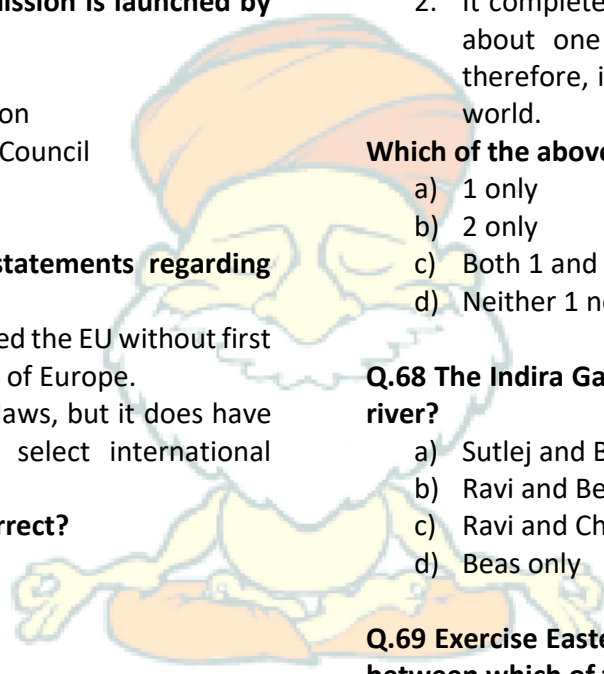 ission is launched by
on
Council
statements regarding
ed the EU without first
of Europe.
laws, but it does have
select international
rrect?
2. It complete
about one
therefore, i
world.
Which of the above
a) 1 only
b) 2 only
c) Both 1 and
d) Neither 1 no
Q.68 The Indira Ga
river?
a) Sutlej and B
b) Ravi and Be
c) Ravi and Ch
d) Beas only
Q.69 Exercise Easte
between which of t